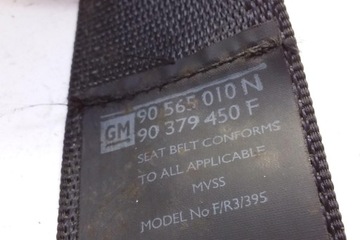 90 565 010 N
GM 90 379 450 F
SEAT BELT CONFORMS
TO ALL APPLICABLE
MVSS
MODEL No F/R3/395